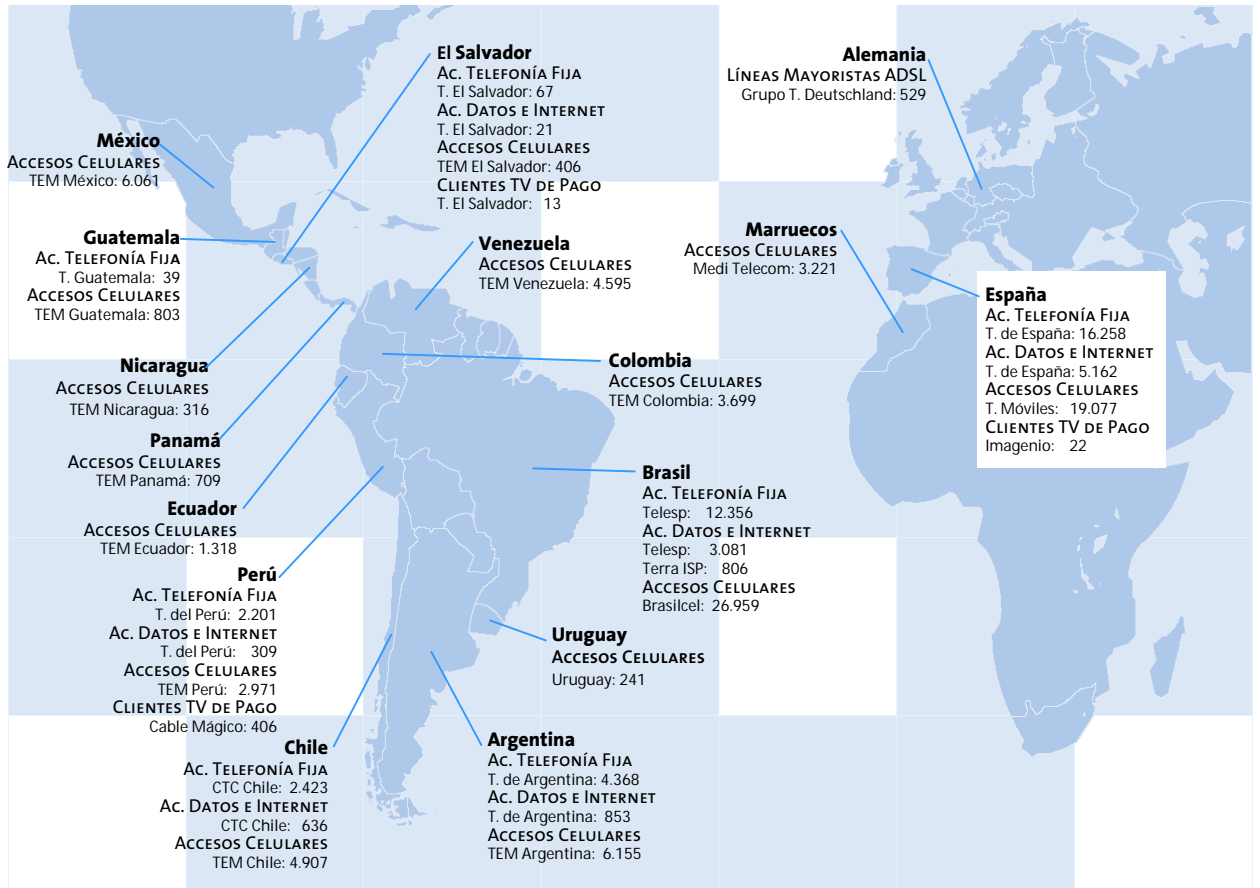 El Salvador
Ac. Telefonía Fija
T. El Salvador: 67
Ac. Datos e Internet
T. El Salvador: 21
Accesos Celulares
TEM El Salvador: 406
Clientes TV de Pago
T. El Salvador: 13
Alemania
Líneas Mayoristas ADSL
Grupo T. Deutschland: 529
México
Accesos Celulares
TEM México: 6.061
Guatemala
Ac. Telefonía Fija
T. Guatemala: 39
Accesos Celulares
TEM Guatemala: 803
Venezuela
Accesos Celulares
TEM Venezuela: 4.595
Marruecos
Accesos Celulares
Medi Telecom: 3.221
España
Ac. Telefonía Fija
T. de España: 16.258
Ac. Datos e Internet
T. de España: 5.162
Accesos Celulares
T. Móviles: 19.077
Clientes TV de Pago
Imagenio: 22
Nicaragua
Accesos Celulares
TEM Nicaragua: 316
Colombia
Accesos Celulares
TEM Colombia: 3.699
Panamá
Accesos Celulares
TEM Panamá: 709
Ecuador
Accesos Celulares
TEM Ecuador: 1.318
Brasil
Ac. Telefonía Fija
Telesp: 12.356
Ac. Datos e Internet
Telesp: 3.081
Terra ISP: 806
Accesos Celulares
Brasilcel: 26.959
Perú
Ac. Telefonía Fija
T. del Perú: 2.201
Ac. Datos e Internet
T. del Perú: 309
Accesos Celulares
TEM Perú: 2.971
Clientes TV de Pago
Cable Mágico: 406
Uruguay
Accesos Celulares
Uruguay: 241
Chile
Ac. Telefonía Fija
CTC Chile: 2.423
Ac. Datos e Internet
CTC Chile: 636
Accesos Celulares
TEM Chile: 4.907
Argentina
Ac. Telefonía Fija
T. de Argentina: 4.368
Ac. Datos e Internet
T. de Argentina: 853
Accesos Celulares
TEM Argentina: 6.155